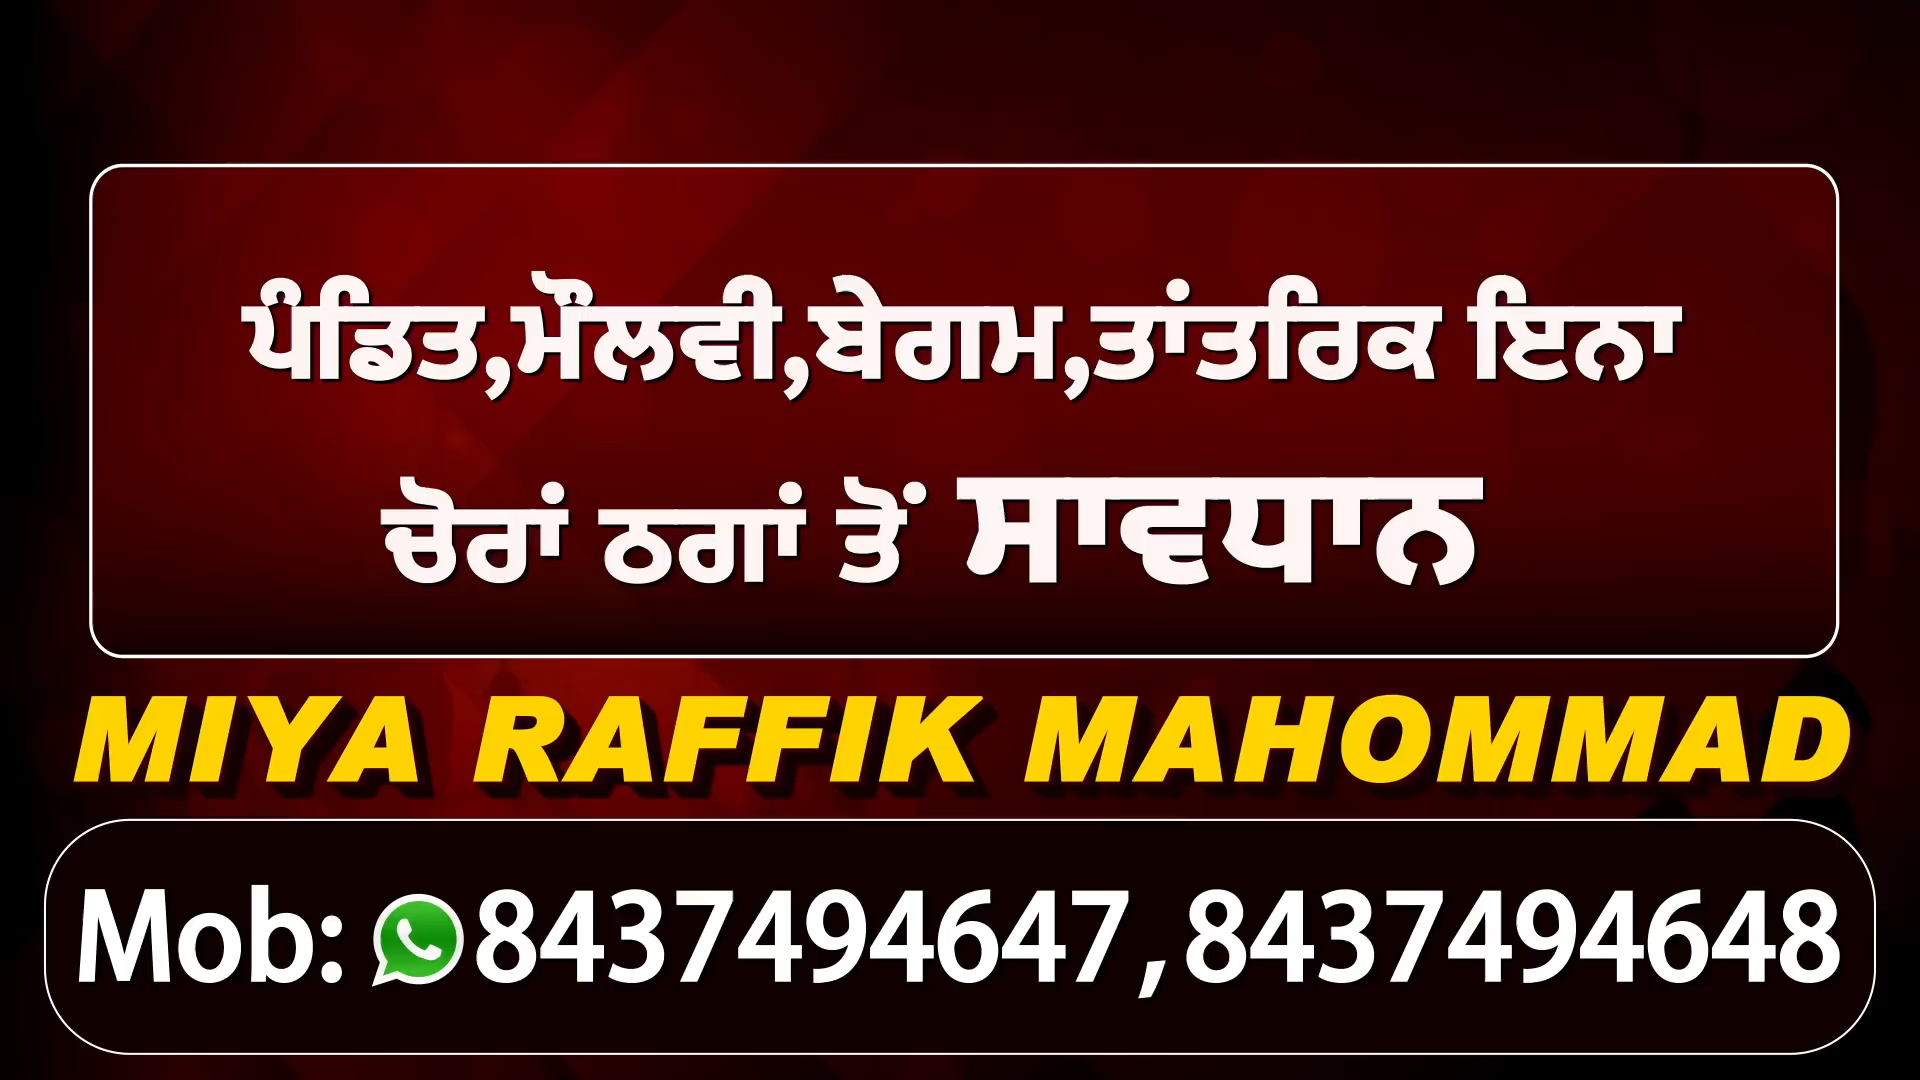 ਪੰਡਿਤ,ਮੌਲਵੀ,ਬੇਗਮ,ਤਾਂਤਰਿਕ ਇਨਾ
ਚੋਰਾਂ ਠਗਾਂ ਤੋਂ ਸਾਵਧਾਨ
MIYA RAFFIK MAHOMMAD
Mob: 8437494647, 8437494648